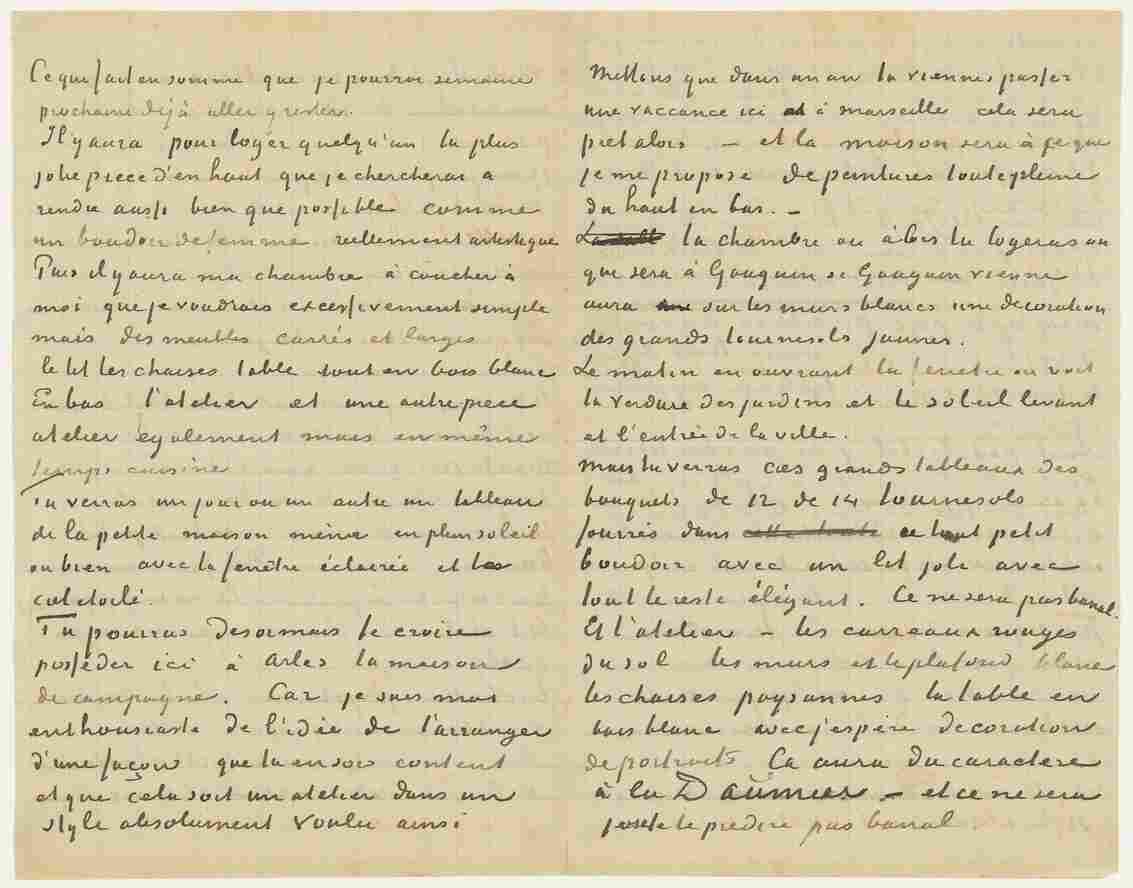 Ce qui fait en somme que je pourrai semaine
prochaine déjà aller y rester.
Il y aura pour loger quelqu'un la plus
jolie piece d'en haut que je chercherai a
rendre aussi bien que possible comme
un boudoir de femme reellement artistique
Puis il y aura ma chambre à coucher à
moi que je voudrais excessivement simple
mais des meubles carrés et larges
le lit les chaises table tout en bois blanc
En bas l'atelier et une autre piece
atelier également mais en même
temps cuisine
Tu verras un jour ou un autre un tableau
de la petite maison même en plein soleil
ou bien avec la fenêtre éclairée et le
ciel etoilé.
Tu pourras desormais te croire
posséder ici à Arles ta maison
de campagne. Car je suis moi
enthousiaste de l'idée de l'arranger
d'une façon que tu en sois content
et que cela soit un atelier dans un
style absolument voulu ainsi
Mettons que dans un an tu viennes passer
une vaccance ici et à marseille cela sera
pret alors — et la maison sera à ce que
je me propose de peintures toute pleine
du haut en bas. —
la chambre ou alors tu logeras ou
que sera à Gauguin si Gauguin vienne
aura sur les murs blancs une decoration
des grands tournesols jaunes.
Le matin en ouvrant la fenetre on voit
la verdure des jardins et le soleil levant
et l'entrée de la ville.
Mais tu verras ces grands tableaux des
bouquets de 12, de 14 tournesols
fourrés dans ce tout petit
boudoir avec un lit joli avec
tout le reste élégant. Ce ne sera pas banal.
Et l'atelier — les carreaux rouges
du sol les murs et le plafond blancs
les chaises paysannes la table en
bois blanc avec j'espère decoration
de portraits Ça aura du caractere
à la Daumier — et ce ne sera
j'ose le predire pas banal.